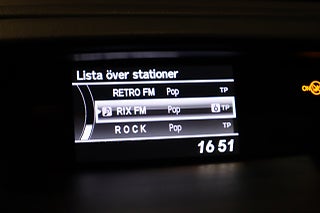 Lista över stationer
RETRO FM Pop TP
RIX FM Pop TP
ROCK Pop TP
16 51